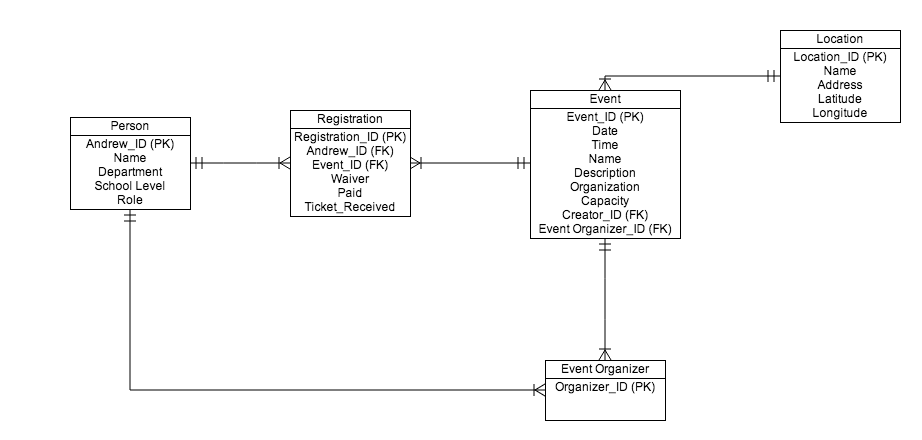 Location
Location_ID (PK)
Name
Address
Latitude
Longitude
Event
Event_ID (PK)
Date
Time
Name
Description
Organization
Capacity
Creator_ID (FK)
Event Organizer_ID (FK)
Registration
Registration_ID (PK)
Andrew_ID (FK)
Event_ID (FK)
Waiver
Paid
Ticket_Received
Person
Andrew_ID (PK)
Name
Department
School Level
Role
Event Organizer
Organizer_ID (PK)